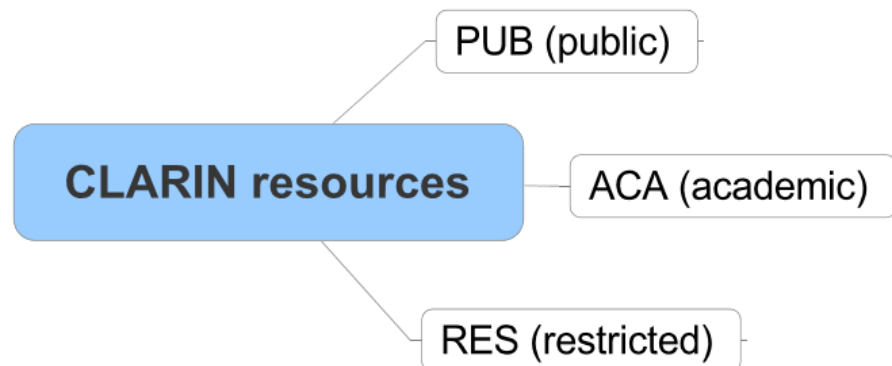 PUB (public)
CLARIN resources
ACA (academic)
RES (restricted)